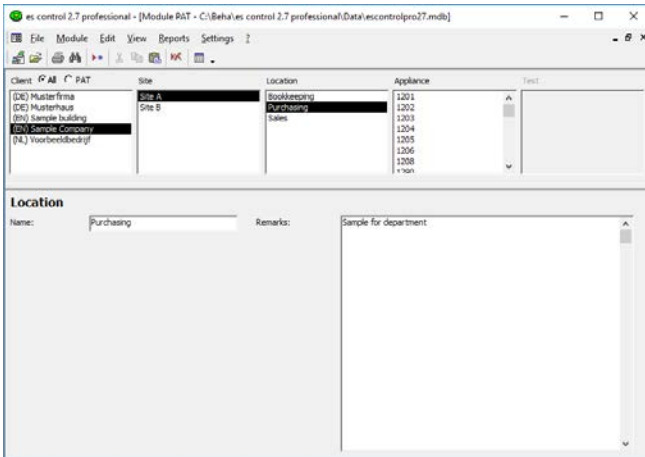 es control 2.7 professional - [Module PAT - C:\Beha\es control 2.7 professional\Data\escontrolpro27.mdb]
File Module Edit View Reports Settings ?
Client All PAT Site Location Appliance Test
(DE) Musterfirma
(DE) Musterhaus
(EN) Sample building
(EN) Sample Company
(NL) Voorbeeldbedrijf
Site A
Site B
Bookkeeping
Purchasing
Sales
1201
1202
1203
1204
1205
1206
1208
1290
Location
Name: Purchasing Remarks: Sample for department